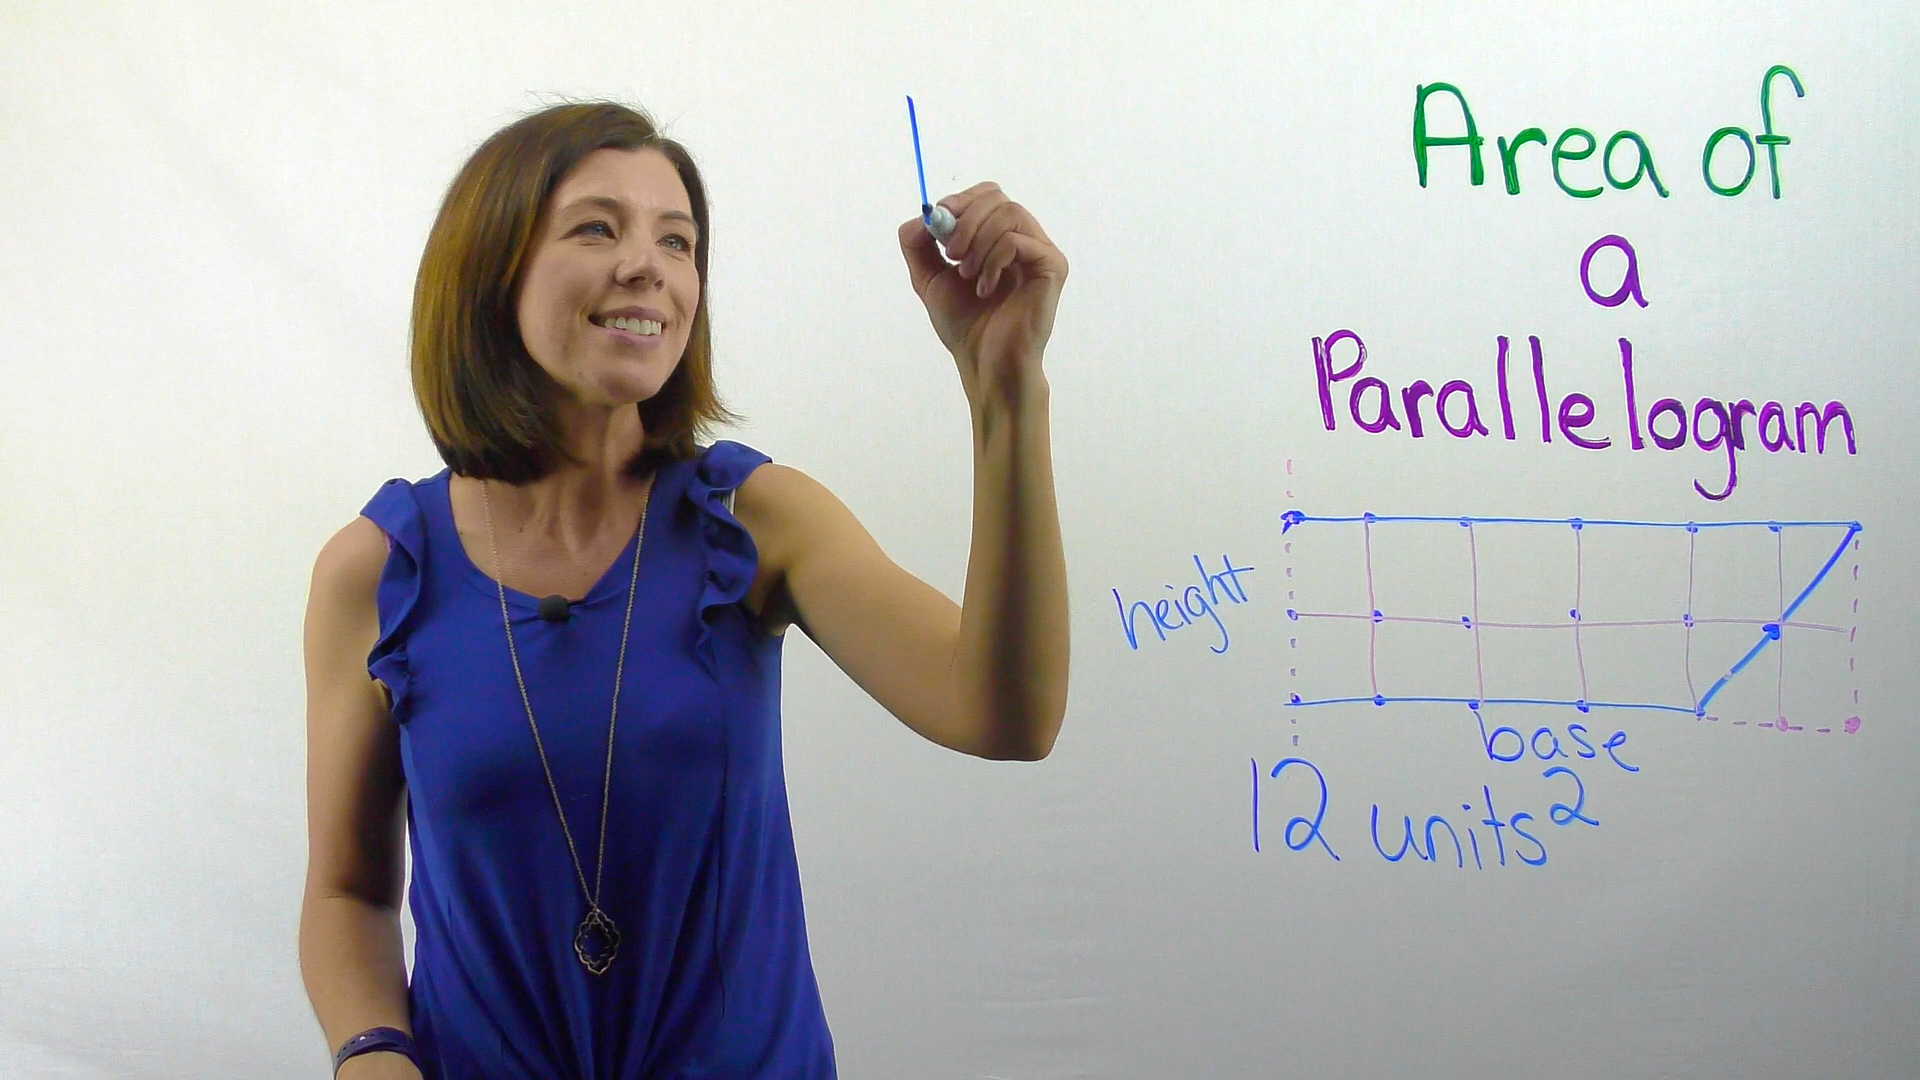 Area of
a
Parallelogram
height
base
12 units²